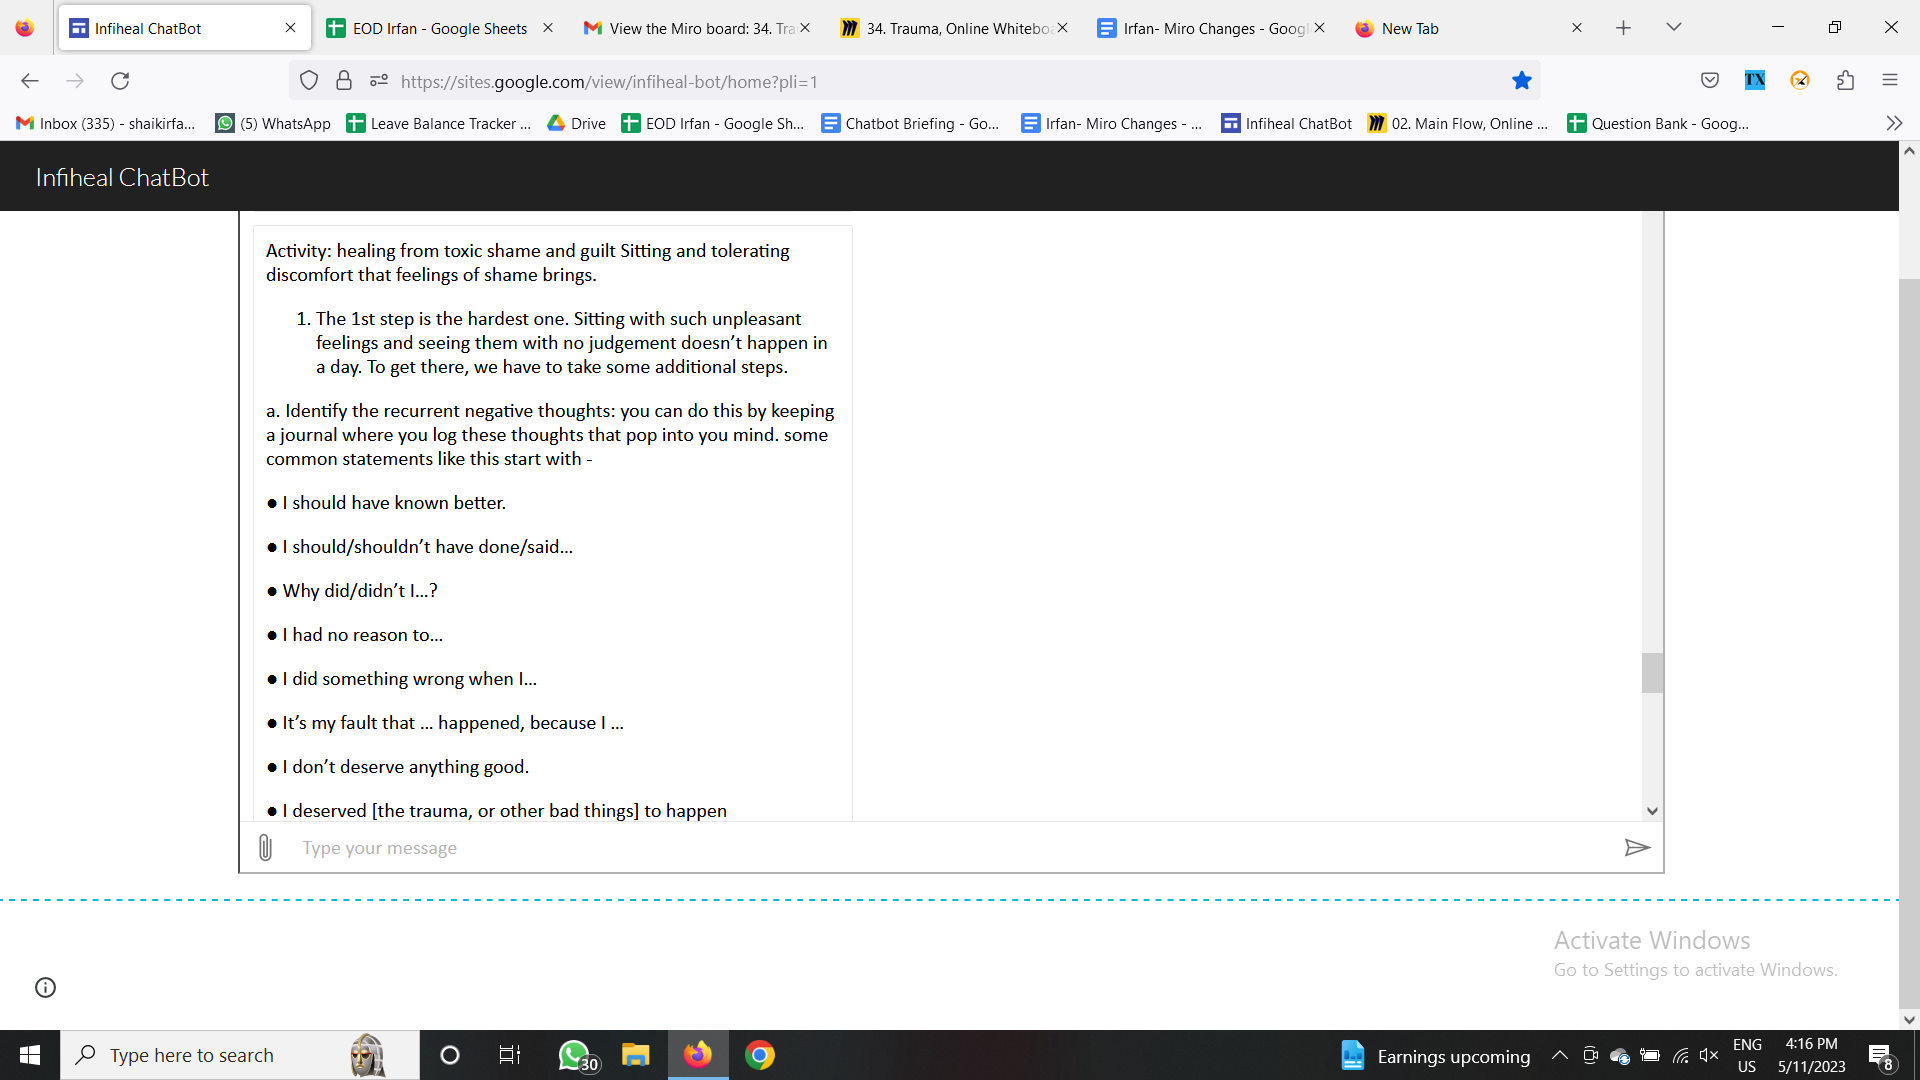 Infiheal ChatBot
EOD Irfan - Google Sheets
View the Miro board: 34. Tra
34. Trauma, Online Whiteboa
Irfan- Miro Changes - Googl
New Tab
https://sites.google.com/view/infiheal-bot/home?pli=1
TX
Inbox (335) - shaikirfa...
(5) WhatsApp
Leave Balance Tracker ...
Drive
EOD Irfan - Google Sh...
Chatbot Briefing - Go...
Irfan- Miro Changes - ...
Infiheal ChatBot
02. Main Flow, Online ...
Question Bank - Goog...
Infiheal ChatBot
Activity: healing from toxic shame and guilt Sitting and tolerating
discomfort that feelings of shame brings.
1. The 1st step is the hardest one. Sitting with such unpleasant
feelings and seeing them with no judgement doesn’t happen in
a day. To get there, we have to take some additional steps.
a. Identify the recurrent negative thoughts: you can do this by keeping
a journal where you log these thoughts that pop into you mind. some
common statements like this start with -
● I should have known better.
● I should/shouldn’t have done/said…
● Why did/didn’t I…?
● I had no reason to…
● I did something wrong when I…
● It’s my fault that … happened, because I …
● I don’t deserve anything good.
● I deserved [the trauma, or other bad things] to happen
Type your message
Activate Windows
Go to Settings to activate Windows.
Type here to search
30
Earnings upcoming
ENG
US
4:16 PM
5/11/2023
8